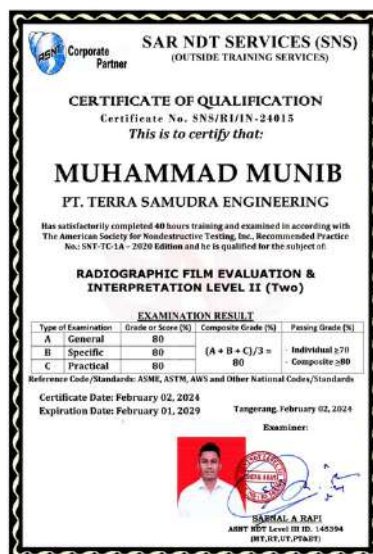 ASNT Corporate
Partner
SAR NDT SERVICES (SNS)
(OUTSIDE TRAINING SERVICES)
CERTIFICATE OF QUALIFICATION
Certificate No. SNS/RI/IN-24015
This is to certify that:
MUHAMMAD MUNIB
PT. TERRA SAMUDRA ENGINEERING
Has satisfactorily completed 40 hours training and examined in according with
The American Society for Nondestructive Testing, Inc., Recommended Practice
No.: SNT-TC-1A - 2020 Edition and he is qualified for the subject of:
RADIOGRAPHIC FILM EVALUATION &
INTERPRETATION LEVEL II (Two)
EXAMINATION RESULT
Type of Examination Grade or Score (%) Composite Grade (%) Passing Grade (%)
A General 80
B Specific 80 (A + B + C)/3 = 80 - Individual ≥70
C Practical 80 - Composite ≥80
Reference Code/Standards: ASME, ASTM, AWS and Other National Codes/Standards
Certificate Date: February 02, 2024
Expiration Date: February 01, 2029
Tangerang, February 02, 2024
Examiner:
SAENAL A RAPI
ASNT NDT Level III ID. 145394
(MT,RT,UT,PT&ET)